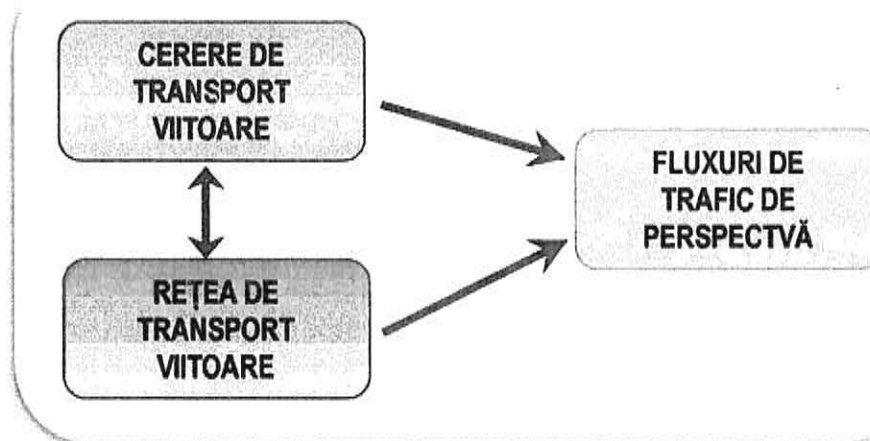 CERERE DE
TRANSPORT
VIITOARE
REȚEA DE
TRANSPORT
VIITOARE
FLUXURI DE
TRAFIC DE
PERSPECTVĂ